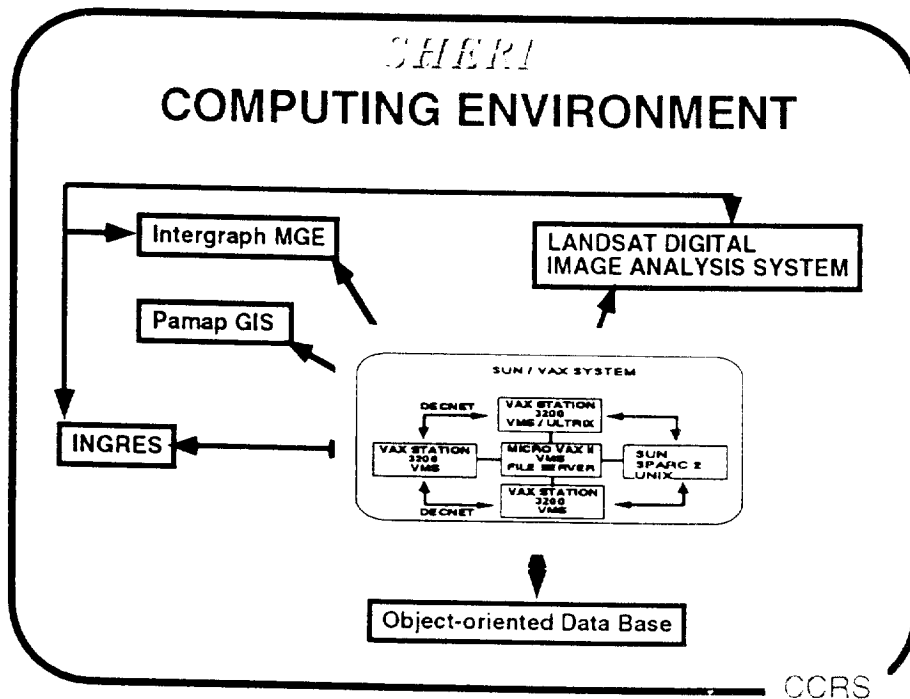 SHERI
COMPUTING ENVIRONMENT
Intergraph MGE
LANDSAT DIGITAL
IMAGE ANALYSIS SYSTEM
Pamap GIS
SUN / VAX SYSTEM
DECNET
VAX STATION
3200
VMS / ULTRIX
INGRES
VAX STATION
3200
VMS
MICRO VAX II
VMS
FILE SERVER
SUN
SPARC 2
UNIX
VAX STATION
3200
VMS
DECNET
Object-oriented Data Base
CCRS